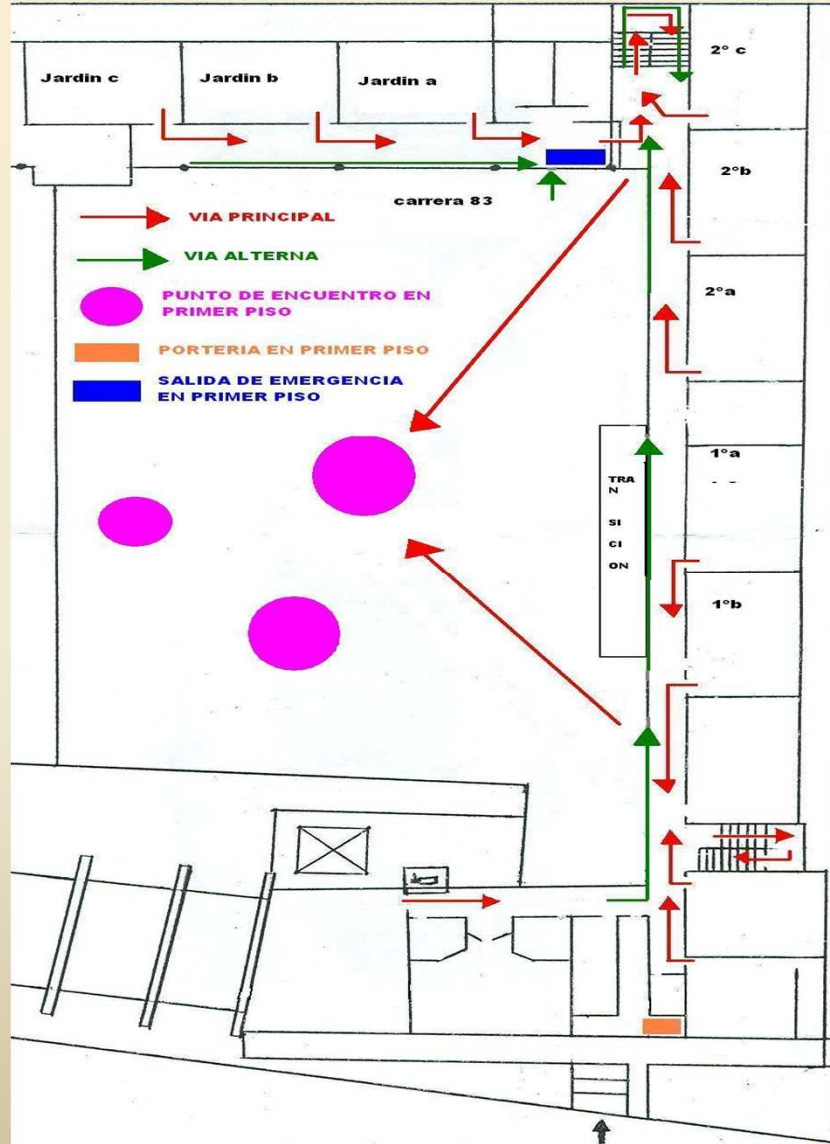 2° c
Jardin c
Jardin b
Jardin a
2°b
carrera 83
VIA PRINCIPAL
VIA ALTERNA
2°a
PUNTO DE ENCUENTRO EN
PRIMER PISO
PORTERIA EN PRIMER PISO
SALIDA DE EMERGENCIA
EN PRIMER PISO
1°a
TRA
N
SI
CI
ON
1°b